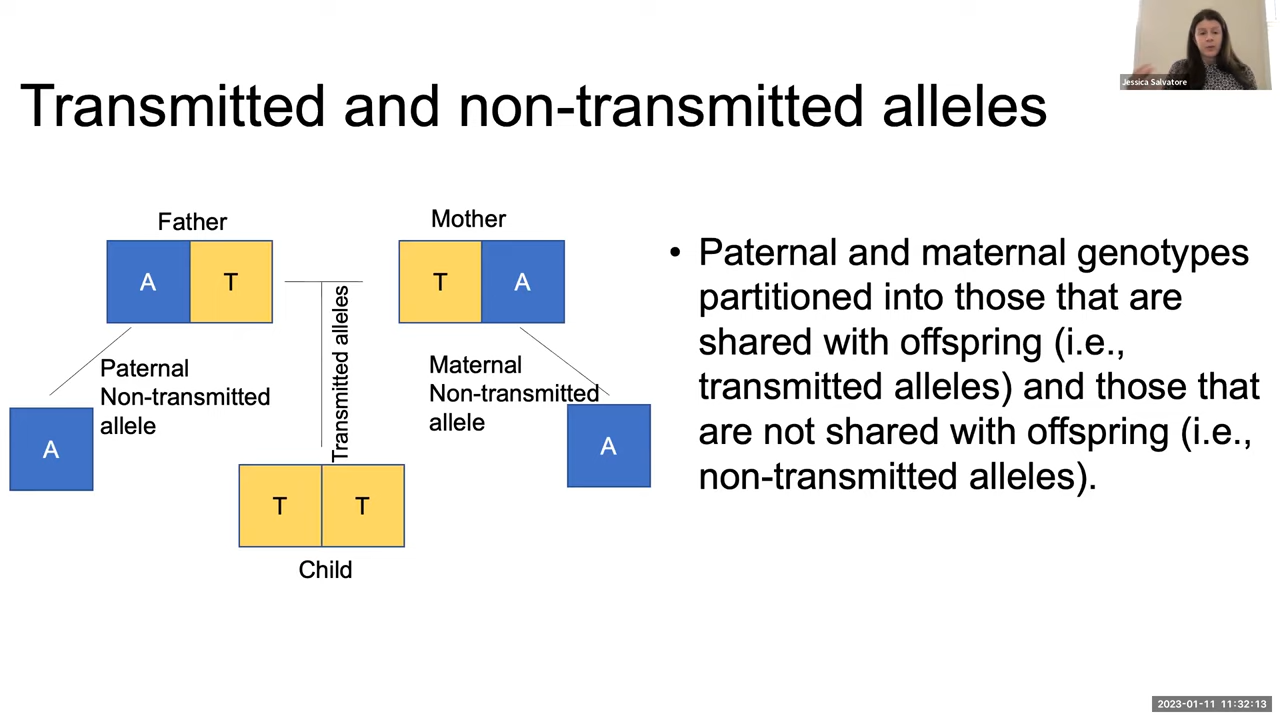 Jessica Salvatore
Transmitted and non-transmitted alleles
Father
Mother
A
T
T
A
Transmitted alleles
Paternal
Non-transmitted
allele
Maternal
Non-transmitted
allele
A
A
T
T
Child
• Paternal and maternal genotypes
partitioned into those that are
shared with offspring (i.e.,
transmitted alleles) and those that
are not shared with offspring (i.e.,
non-transmitted alleles).
2023-01-11 11:32:13